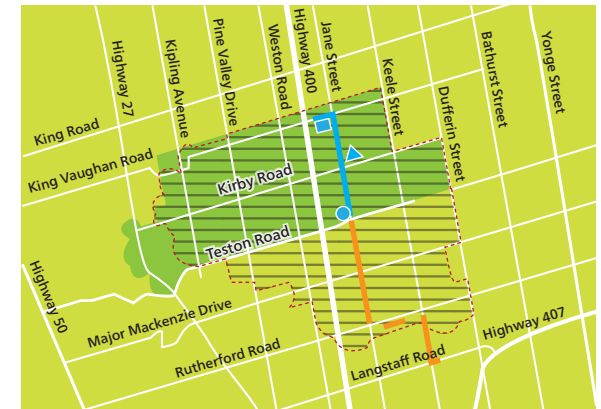 Highway 27
Kipling Avenue
Pine Valley Drive
Weston Road
Highway 400
Jane Street
Keele Street
Dufferin Street
Bathurst Street
Yonge Street
King Road
King Vaughan Road
Kirby Road
Teston Road
Highway 50
Major Mackenzie Drive
Rutherford Road
Langstaff Road
Highway 407